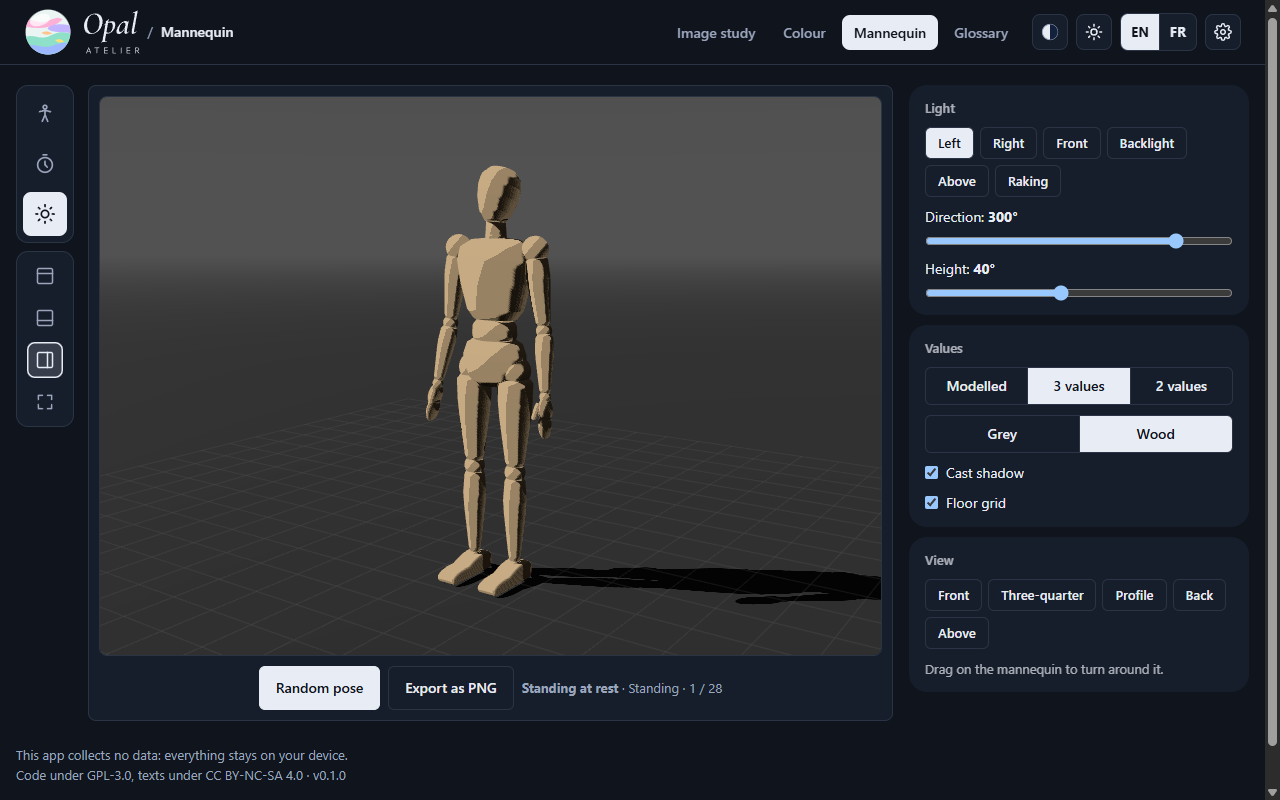 Opal
ATELIER
/ Mannequin
Image study
Colour
Mannequin
Glossary
EN
FR
Light
Left
Right
Front
Backlight
Above
Raking
Direction: 300°
Height: 40°
Values
Modelled
3 values
2 values
Grey
Wood
Cast shadow
Floor grid
View
Front
Three-quarter
Profile
Back
Above
Drag on the mannequin to turn around it.
Random pose
Export as PNG
Standing at rest · Standing · 1 / 28
This app collects no data: everything stays on your device.
Code under GPL-3.0, texts under CC BY-NC-SA 4.0 · v0.1.0